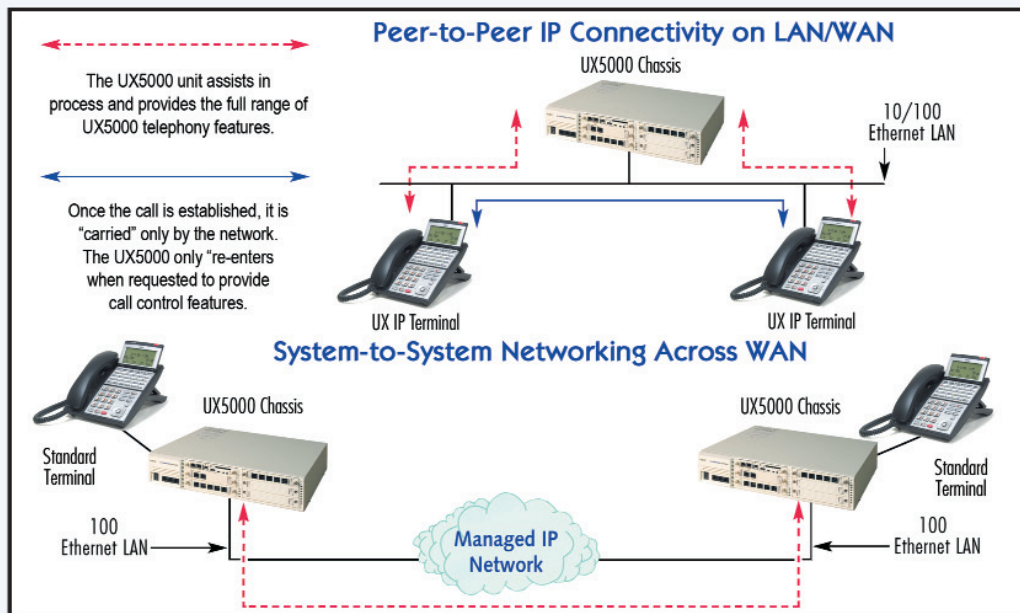 Peer-to-Peer IP Connectivity on LAN/WAN
UX5000 Chassis
The UX5000 unit assists in
process and provides the full range of
UX5000 telephony features.
10/100
Ethernet LAN
Once the call is established, it is
“carried” only by the network.
The UX5000 only “re-enters
when requested to provide
call control features.
UX IP Terminal
UX IP Terminal
System-to-System Networking Across WAN
UX5000 Chassis
UX5000 Chassis
Standard
Terminal
Standard
Terminal
100
Ethernet LAN
Managed IP
Network
100
Ethernet LAN